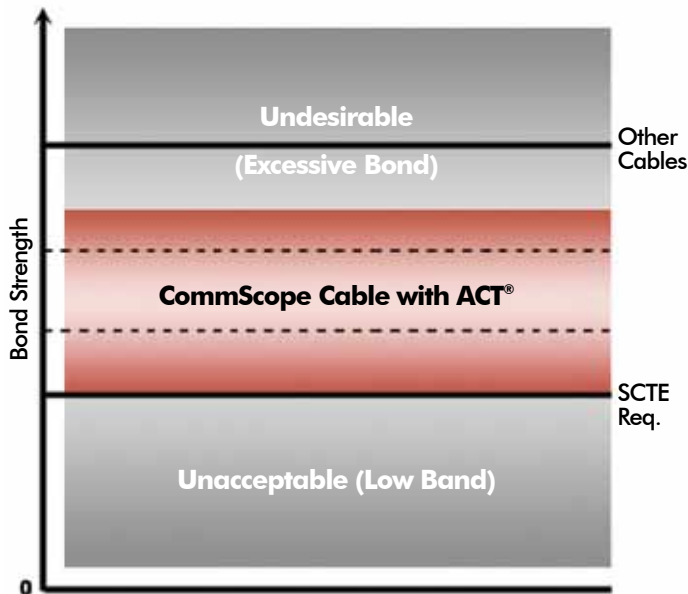 Undesirable
(Excessive Bond)
Other
Cables
Bond Strength
CommScope Cable with ACT®
SCTE
Req.
Unacceptable (Low Band)
0